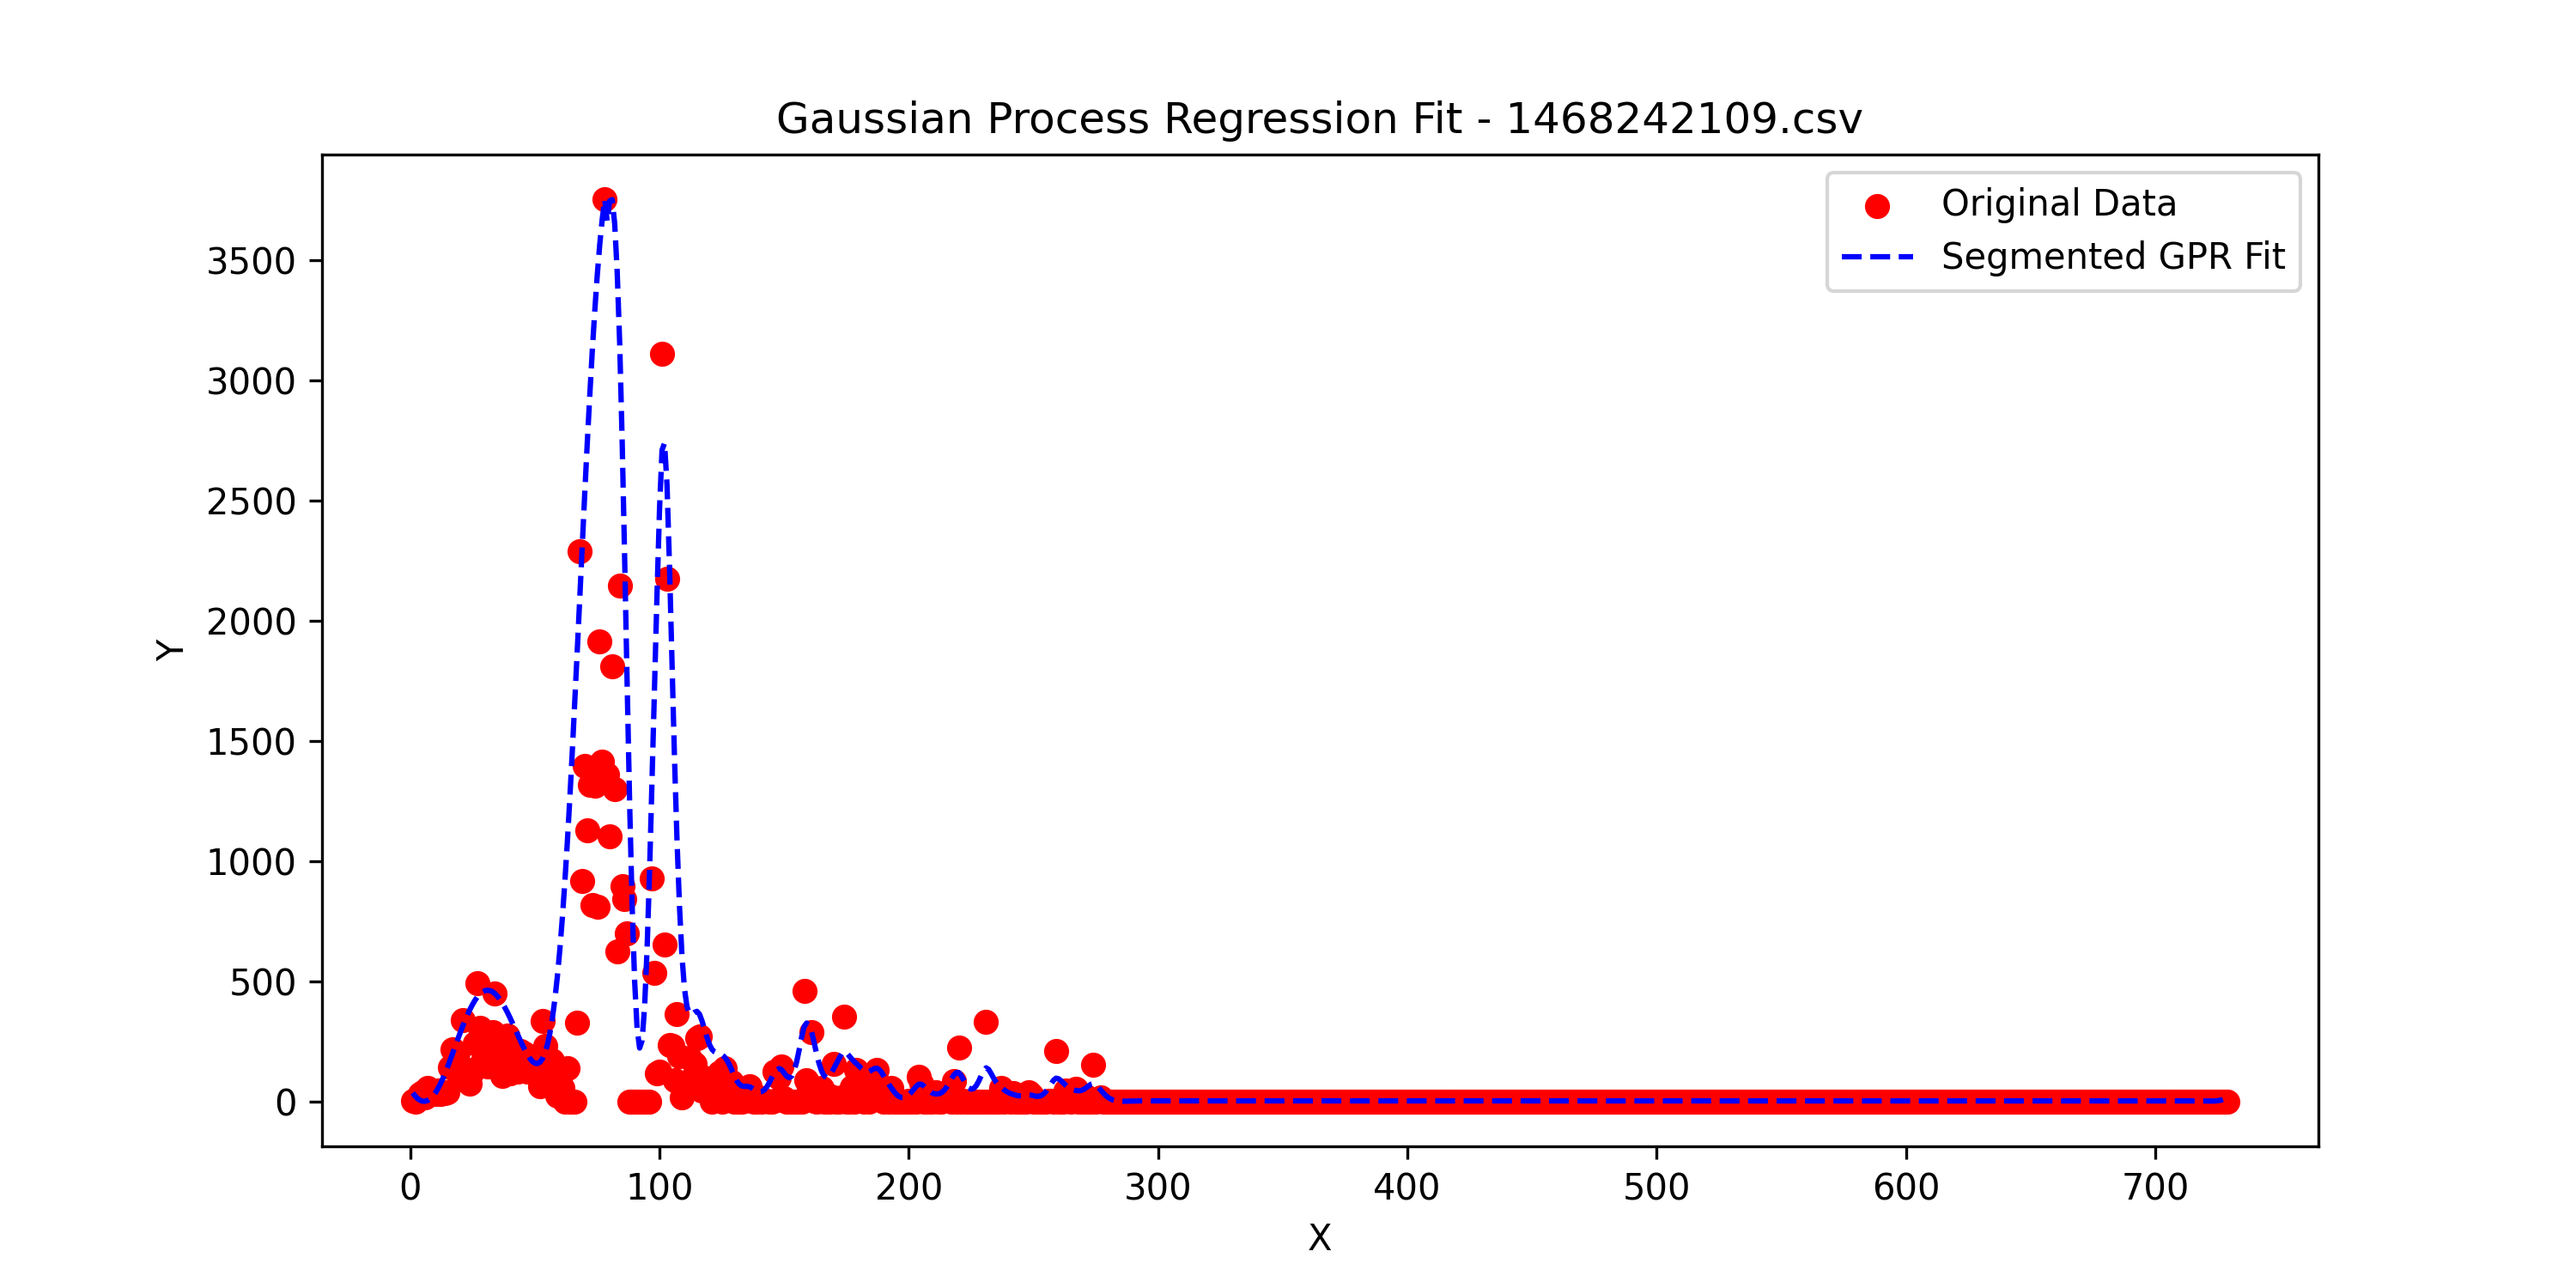 Gaussian Process Regression Fit - 1468242109.csv
Original Data
Segmented GPR Fit
3500
3000
2500
2000
1500
1000
500
0
Y
0 100 200 300 400 500 600 700
X